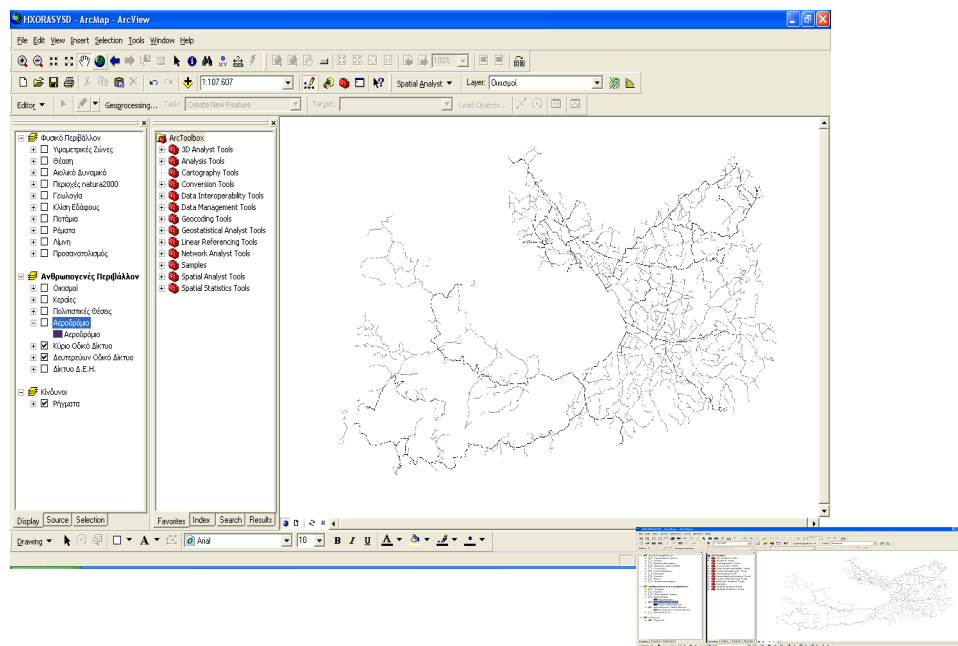 HXORASYSD - ArcMap - ArcView
File Edit View Insert Selection Tools Window Help
100%
1:107.607 Spatial Analyst Layer: Οικισμοί
Editor Geoprocessing... Task: Create New Feature Target: Load Objects...
Φυσικό Περιβάλλον
Υψομετρικές Ζώνες
Θέαση
Αιολικό Δυναμικό
Περιοχές natura2000
Γεωλογία
Κλίση Εδάφους
Ποτάμια
Ρέματα
Λίμνη
Προσανατολισμός
Ανθρωπογενές Περιβάλλον
Οικισμοί
Κεραίες
Πολιτιστικές Θέσεις
Αεροδρόμιο
Αεροδρόμιο
Κύριο Οδικό Δίκτυο
Δευτερεύων Οδικό Δίκτυο
Δίκτυο Δ.Ε.Η.
Κίνδυνοι
Ρήγματα
Display Source Selection
ArcToolbox
3D Analyst Tools
Analysis Tools
Cartography Tools
Conversion Tools
Data Interoperability Tools
Data Management Tools
Geocoding Tools
Geostatistical Analyst Tools
Linear Referencing Tools
Network Analyst Tools
Samples
Spatial Analyst Tools
Spatial Statistics Tools
Favorites Index Search Results
Drawing A Arial 10 B I U A